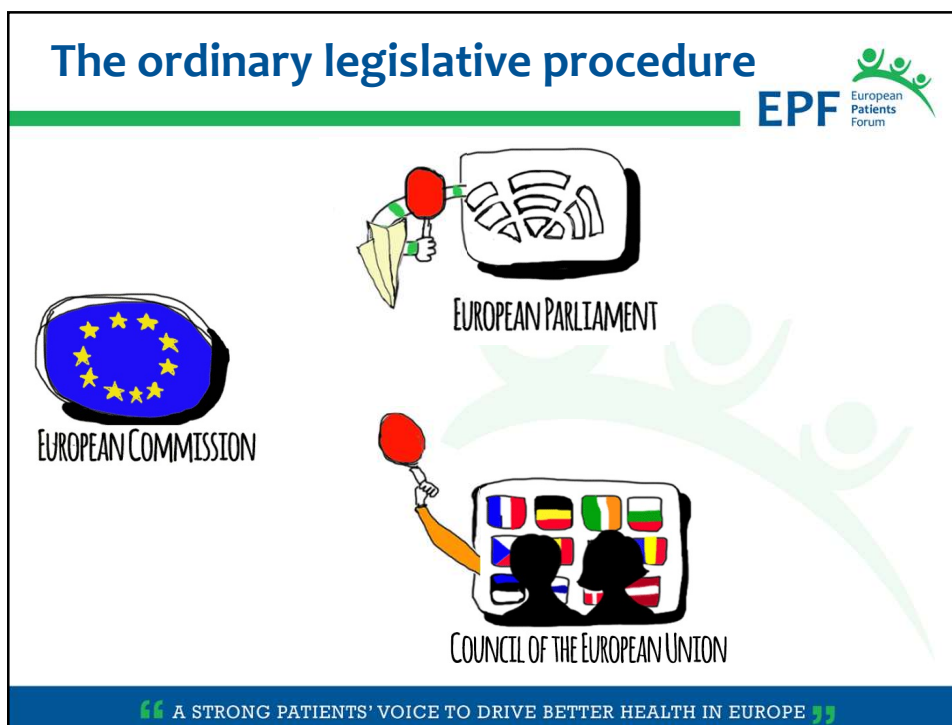 The ordinary legislative procedure
EPF
European
Patients
Forum
EUROPEAN PARLIAMENT
EUROPEAN COMMISSION
COUNCIL OF THE EUROPEAN UNION
“ A STRONG PATIENTS’ VOICE TO DRIVE BETTER HEALTH IN EUROPE ”